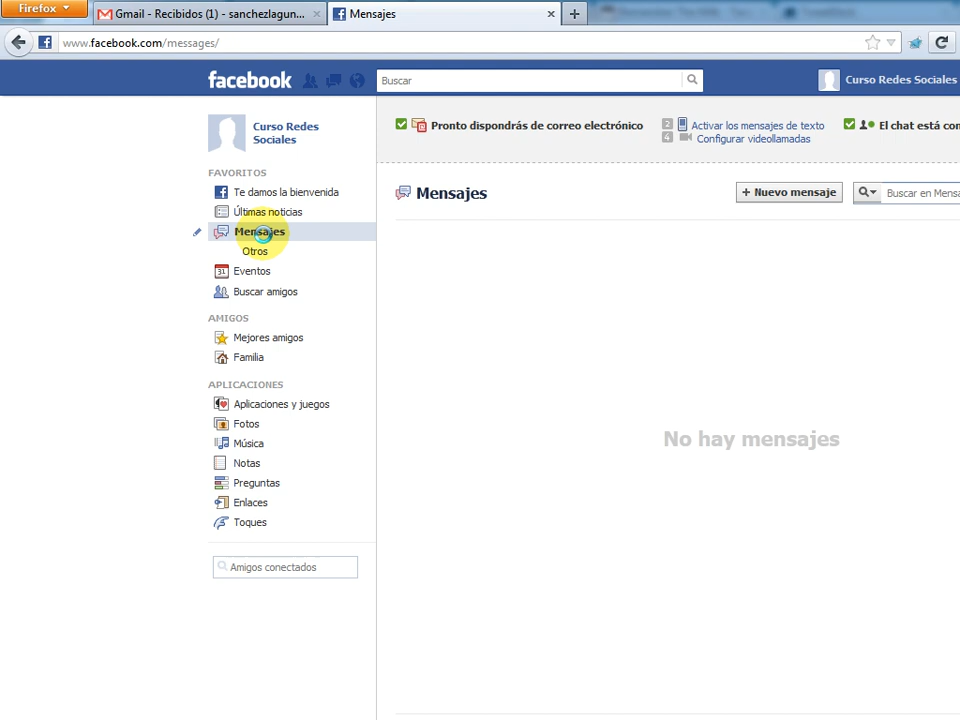 Firefox
Gmail - Recibidos (1) - sanchezlagun...
Mensajes
www.facebook.com/messages/
facebook
Buscar
Curso Redes Sociales
Curso Redes
Sociales
Pronto dispondrás de correo electrónico
2
Activar los mensajes de texto
4
Configurar videollamadas
El chat está con
FAVORITOS
Te damos la bienvenida
Últimas noticias
Mensajes
Otros
31
Eventos
Buscar amigos
Mensajes
+ Nuevo mensaje
Buscar en Mensa
AMIGOS
Mejores amigos
Familia
APLICACIONES
Aplicaciones y juegos
Fotos
Música
Notas
Preguntas
Enlaces
Toques
No hay mensajes
Amigos conectados